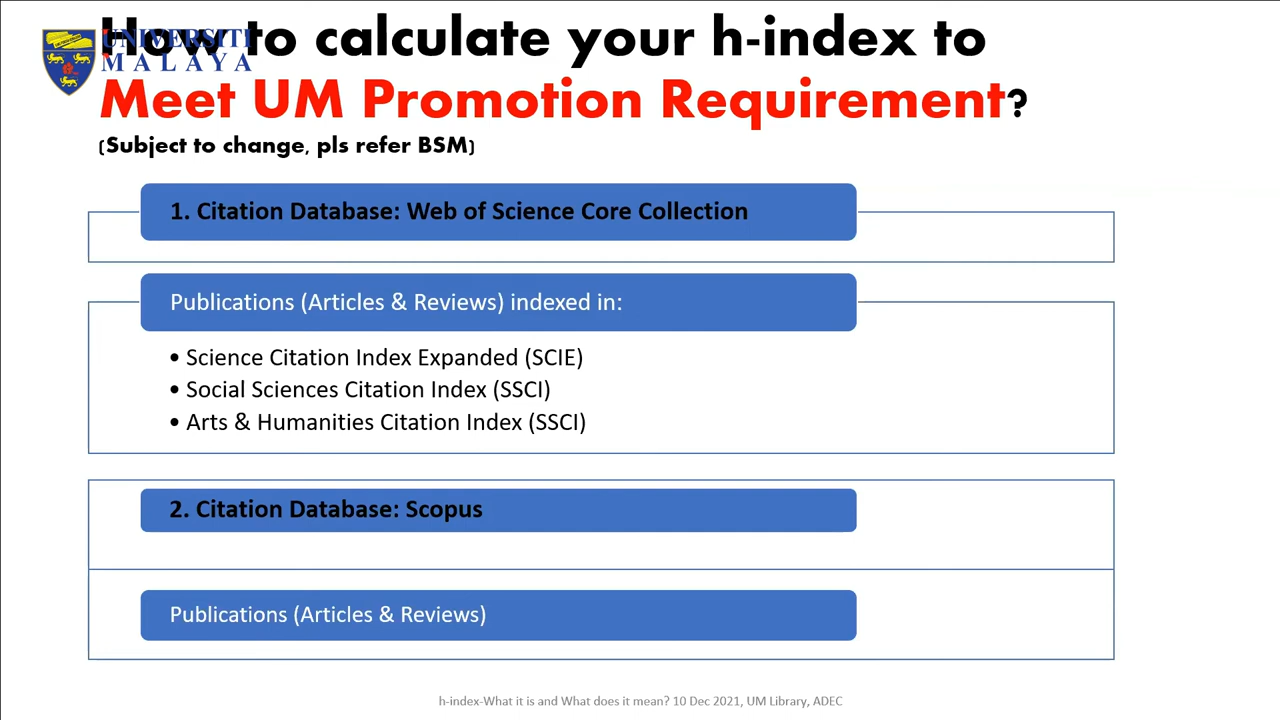 UNIVERSITI
MALAYA
How to calculate your h-index to
Meet UM Promotion Requirement?
(Subject to change, pls refer BSM)
1. Citation Database: Web of Science Core Collection
Publications (Articles & Reviews) indexed in:
• Science Citation Index Expanded (SCIE)
• Social Sciences Citation Index (SSCI)
• Arts & Humanities Citation Index (SSCI)
2. Citation Database: Scopus
Publications (Articles & Reviews)
h-index-What it is and What does it mean? 10 Dec 2021, UM Library, ADEC